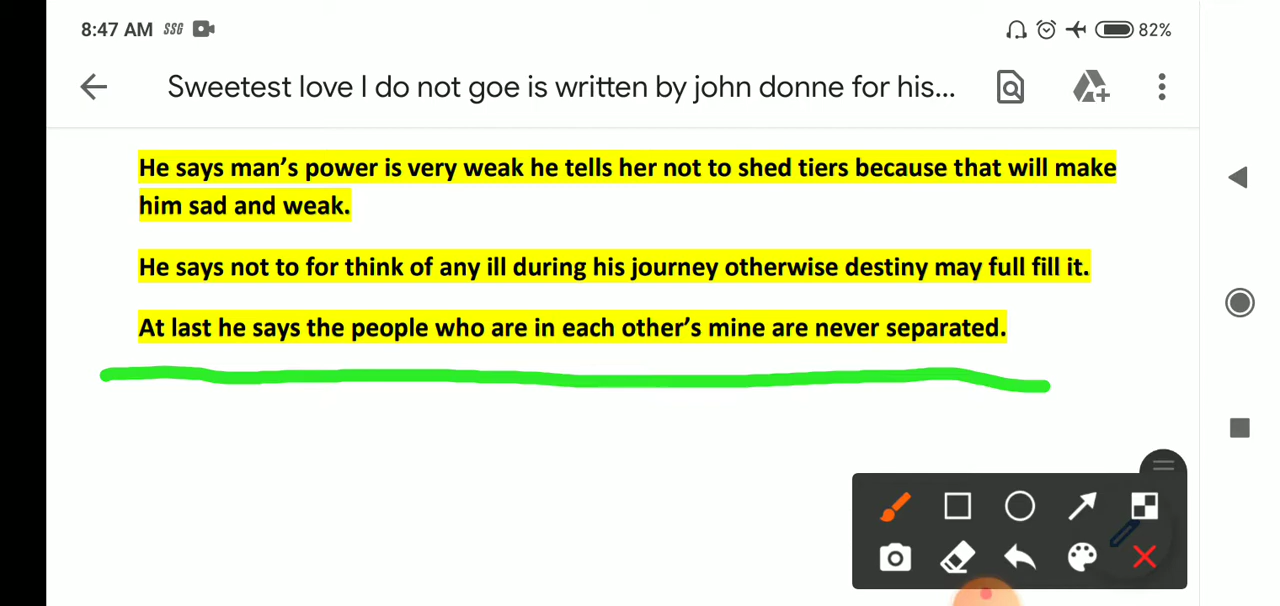 8:47 AM SSG 82%
Sweetest love I do not goe is written by john donne for his...
He says man’s power is very weak he tells her not to shed tiers because that will make
him sad and weak.
He says not to for think of any ill during his journey otherwise destiny may full fill it.
At last he says the people who are in each other’s mine are never separated.